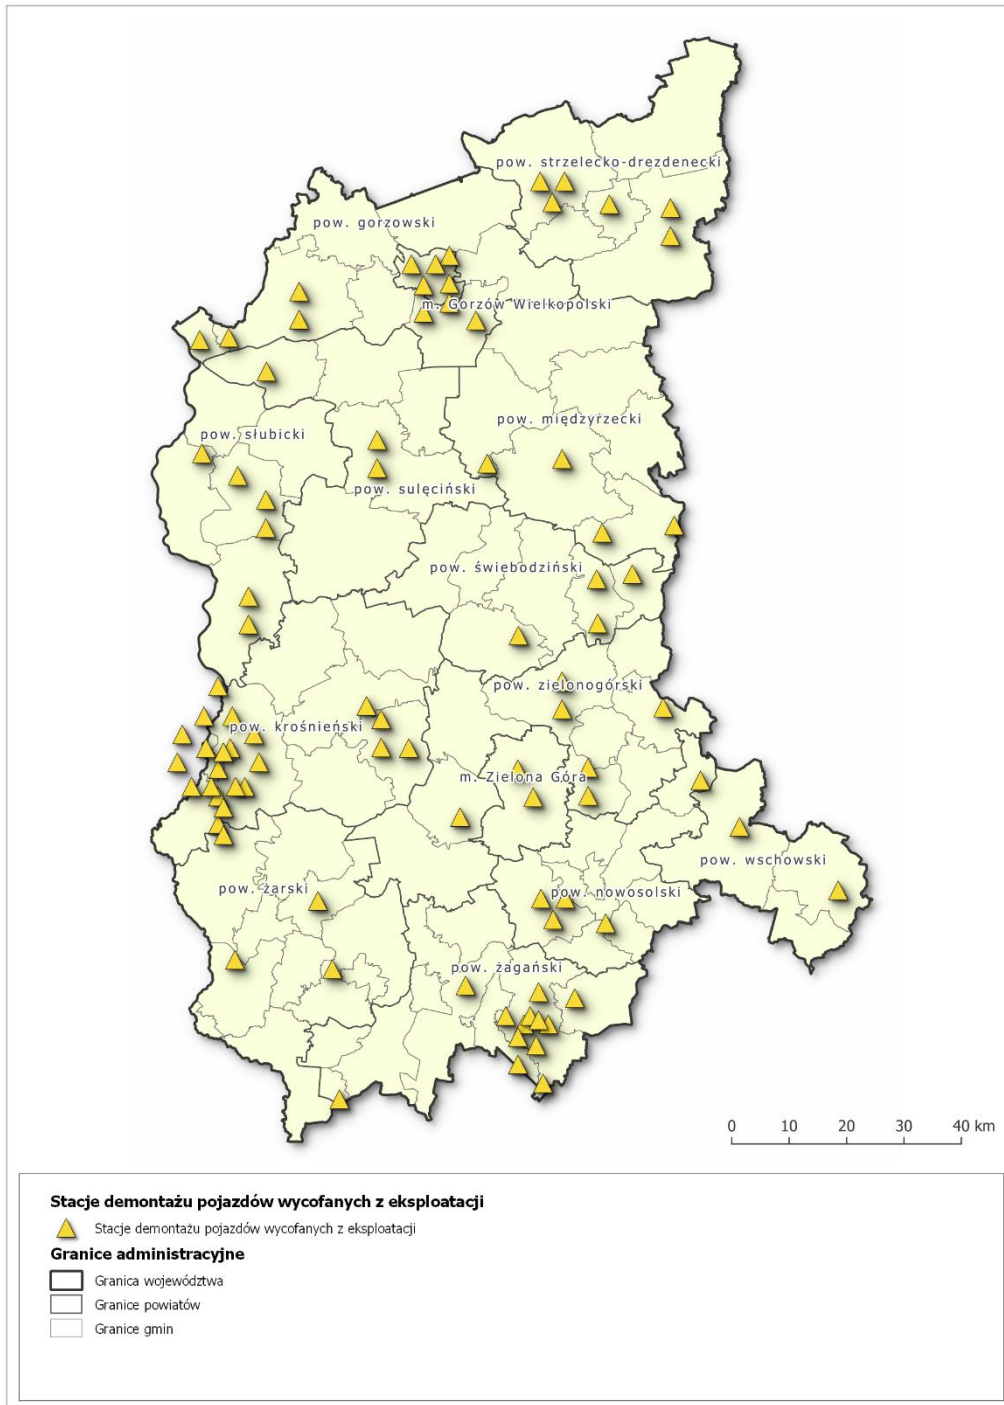 pow. strzelecko-drezdenecki
pow. gorzowski
m. Gorzów Wielkopolski
pow. międzyrzecki
pow. słubicki
pow. sulęciński
pow. świebodziński
pow. zielonogórski
pow. krośnieński
m. Zielona Góra
pow. wschowski
pow. żarski
pow. nowosolski
pow. żagański
0 10 20 30 40 km
Stacje demontażu pojazdów wycofanych z eksploatacji
Stacje demontażu pojazdów wycofanych z eksploatacji
Granice administracyjne
Granica województwa
Granice powiatów
Granice gmin